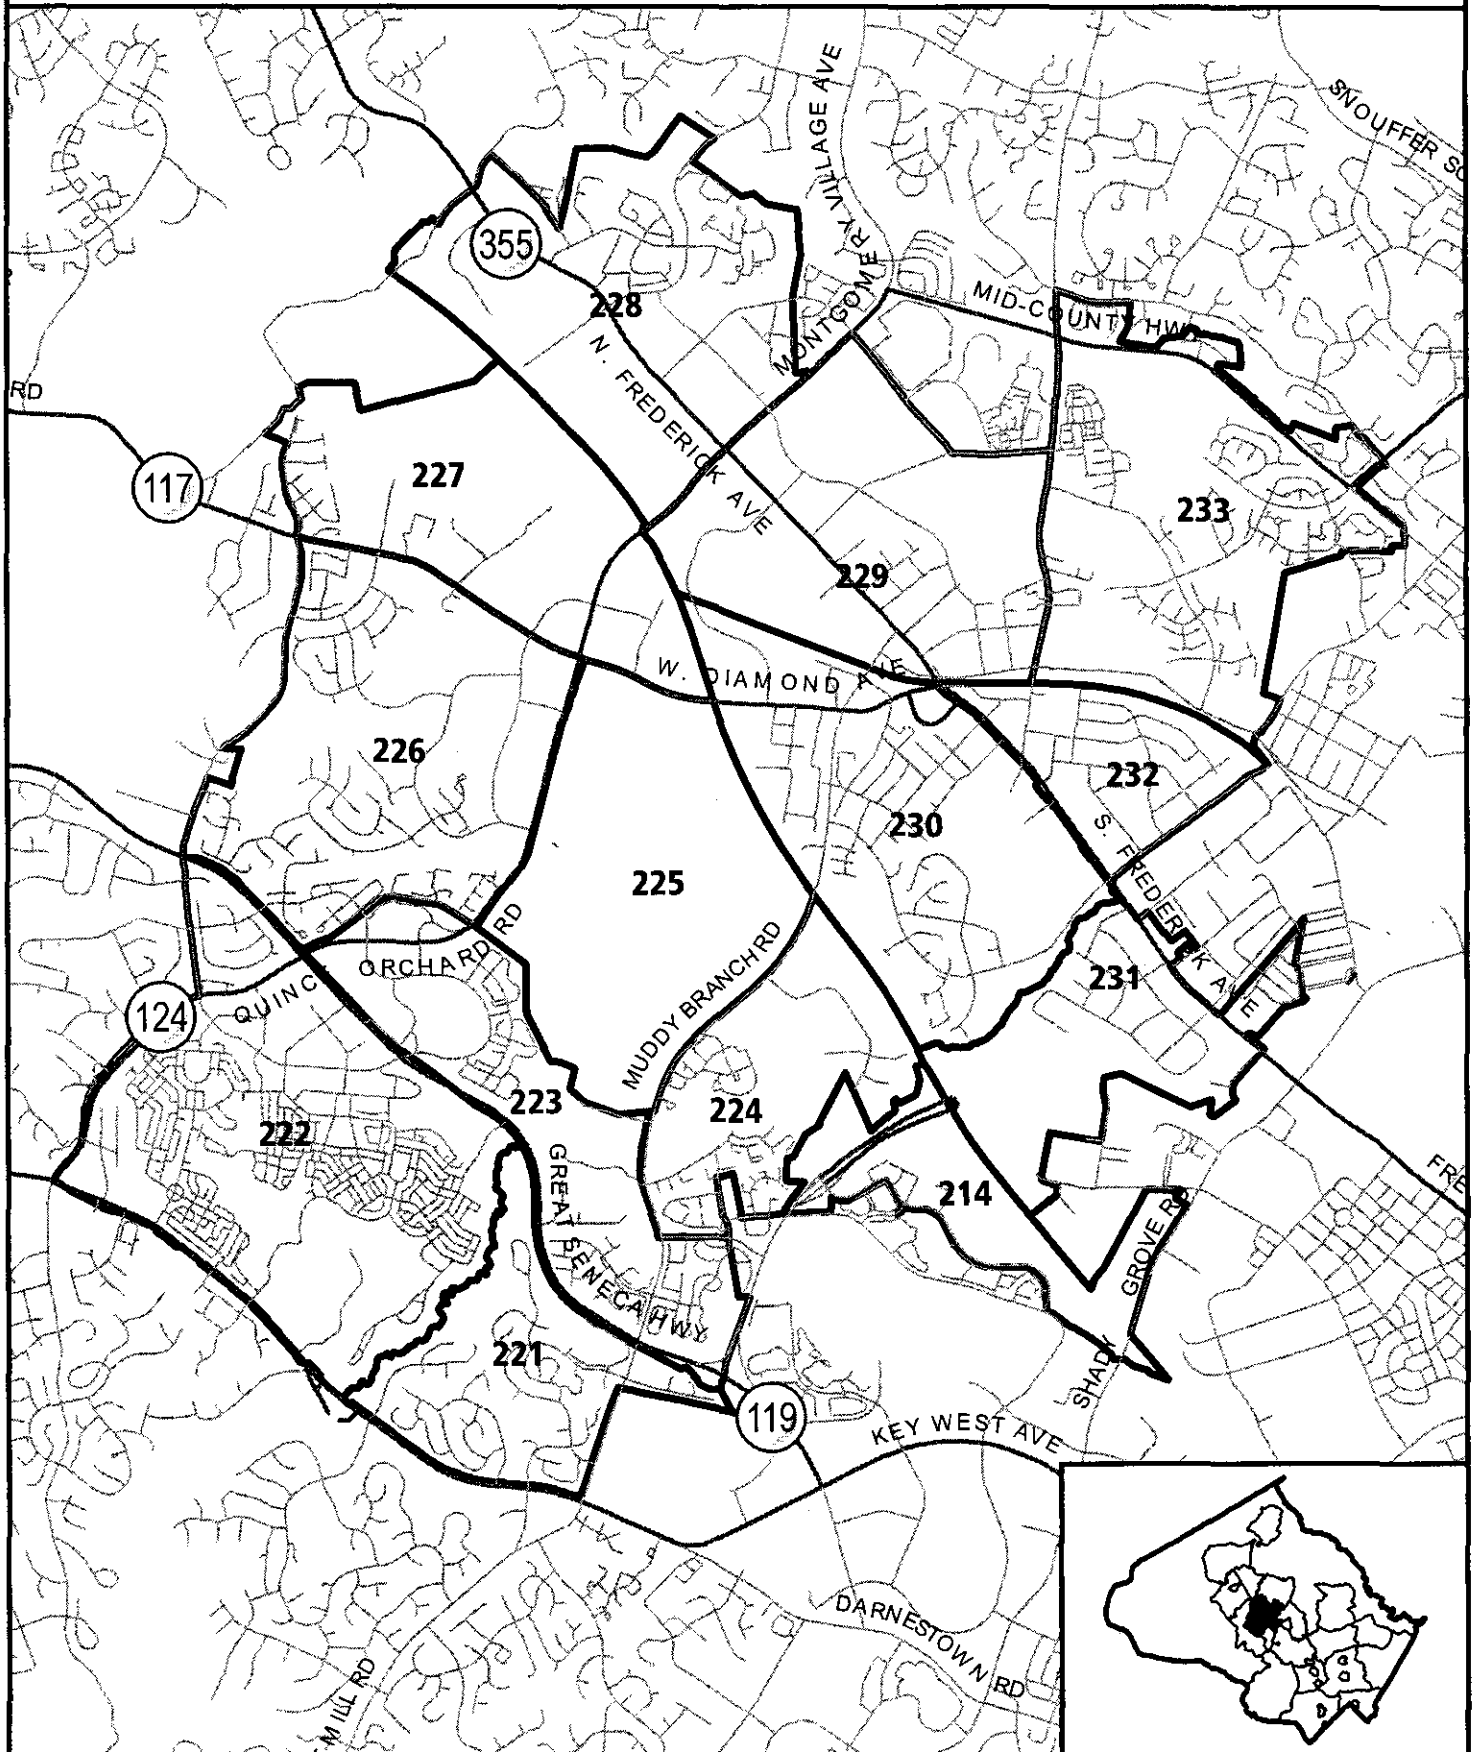 SNOUFFER SC
MONTGOMERY VILLAGE AVE
355
228
MID-COUNTY HW
N. FREDERICK AVE
RD
227
117
233
229
W. DIAMOND AVE
226
232
230
S. FREDERICK AVE
225
QUINCE ORCHARD RD
MUDDY BRANCH RD
231
124
223
224
222
FRE
214
GREAT SENECA HWY
SHADY GROVE RD
221
119
KEY WEST AVE
DARNESTOWN RD
MILL RD